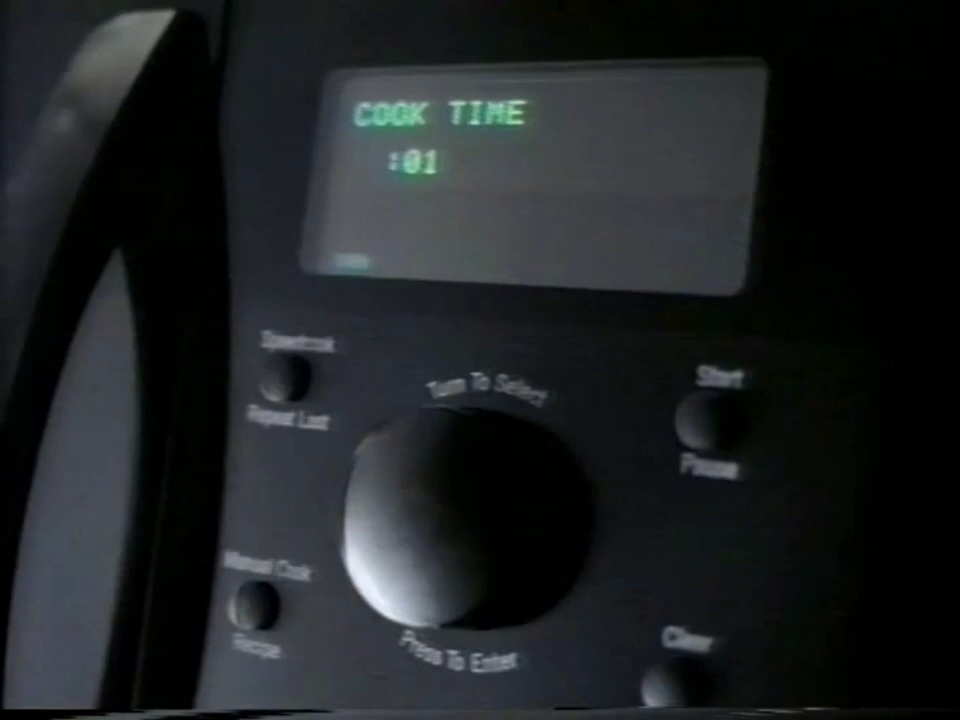 COOK TIME
:01
Speedcook
Repeat Last
Turn To Select
Start
Pause
Manual Cook
Recipe
Press To Enter
Clear